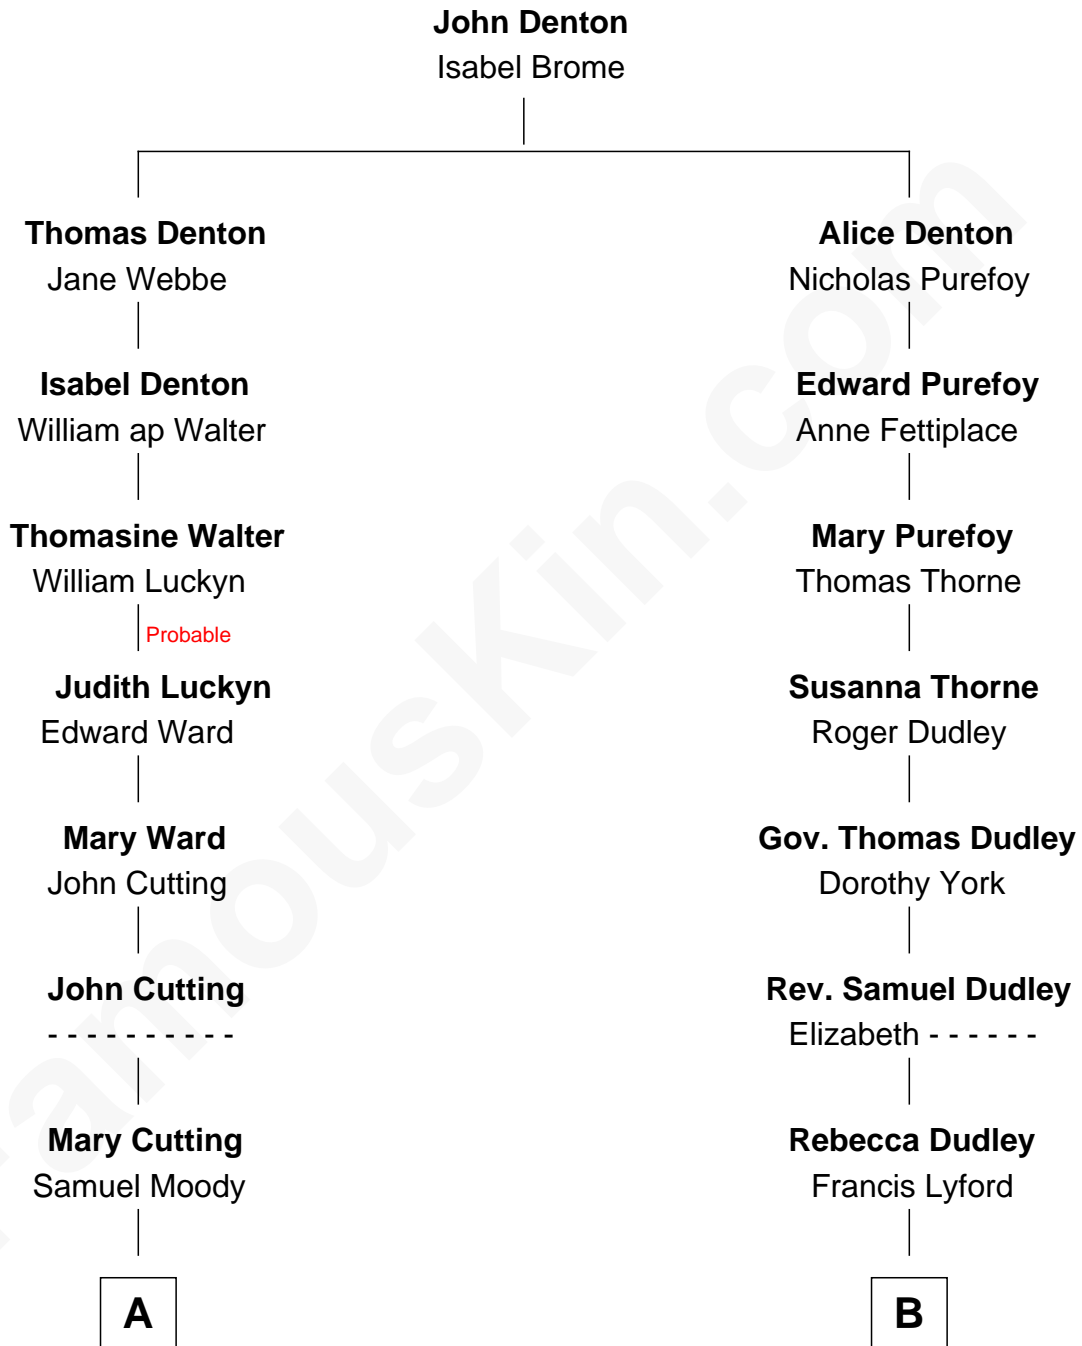 John Denton
Isabel Brome
Thomas Denton
Jane Webbe
Isabel Denton
William ap Walter
Thomasine Walter
William Luckyn
Probable
Judith Luckyn
Edward Ward
Mary Ward
John Cutting
John Cutting
- - - - - - - - - -
Mary Cutting
Samuel Moody
A
Alice Denton
Nicholas Purefoy
Edward Purefoy
Anne Fettiplace
Mary Purefoy
Thomas Thorne
Susanna Thorne
Roger Dudley
Gov. Thomas Dudley
Dorothy York
Rev. Samuel Dudley
Elizabeth - - - - - -
Rebecca Dudley
Francis Lyford
B
FamousKin.com